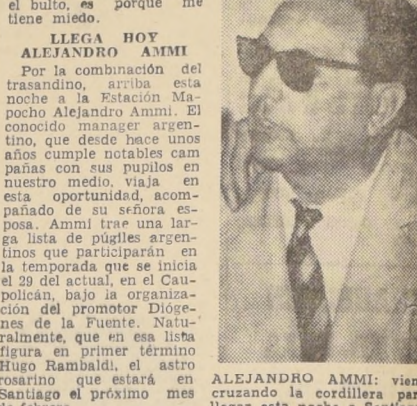 el bulto, es porque me
tiene miedo.
LLEGA HOY
ALEJANDRO AMMI
Por la combinación del
trasandino, arriba esta
noche a la Estación Ma-
pocho Alejandro Ammi. El
conocido manager argen-
tino, que desde hace unos
años cumple notables cam
pañas con sus pupilos en
nuestro medio, viaja en
esta oportunidad, acom-
pañado de su señora es-
posa. Ammi trae una lar-
ga lista de púgiles argen-
tinos que participarán en
la temporada que se inicia
el 29 del actual, en el Cau-
policán, bajo la organiza-
ción del promotor Dióge-
nes de la Fuente. Natu-
ralmente, que en esa lista
figura en primer término
Hugo Rambaldi, el astro
rosarino que estará en
Santiago el próximo mes
de febrero
ALEJANDRO AMMI: vien
cruzando la cordillera pa